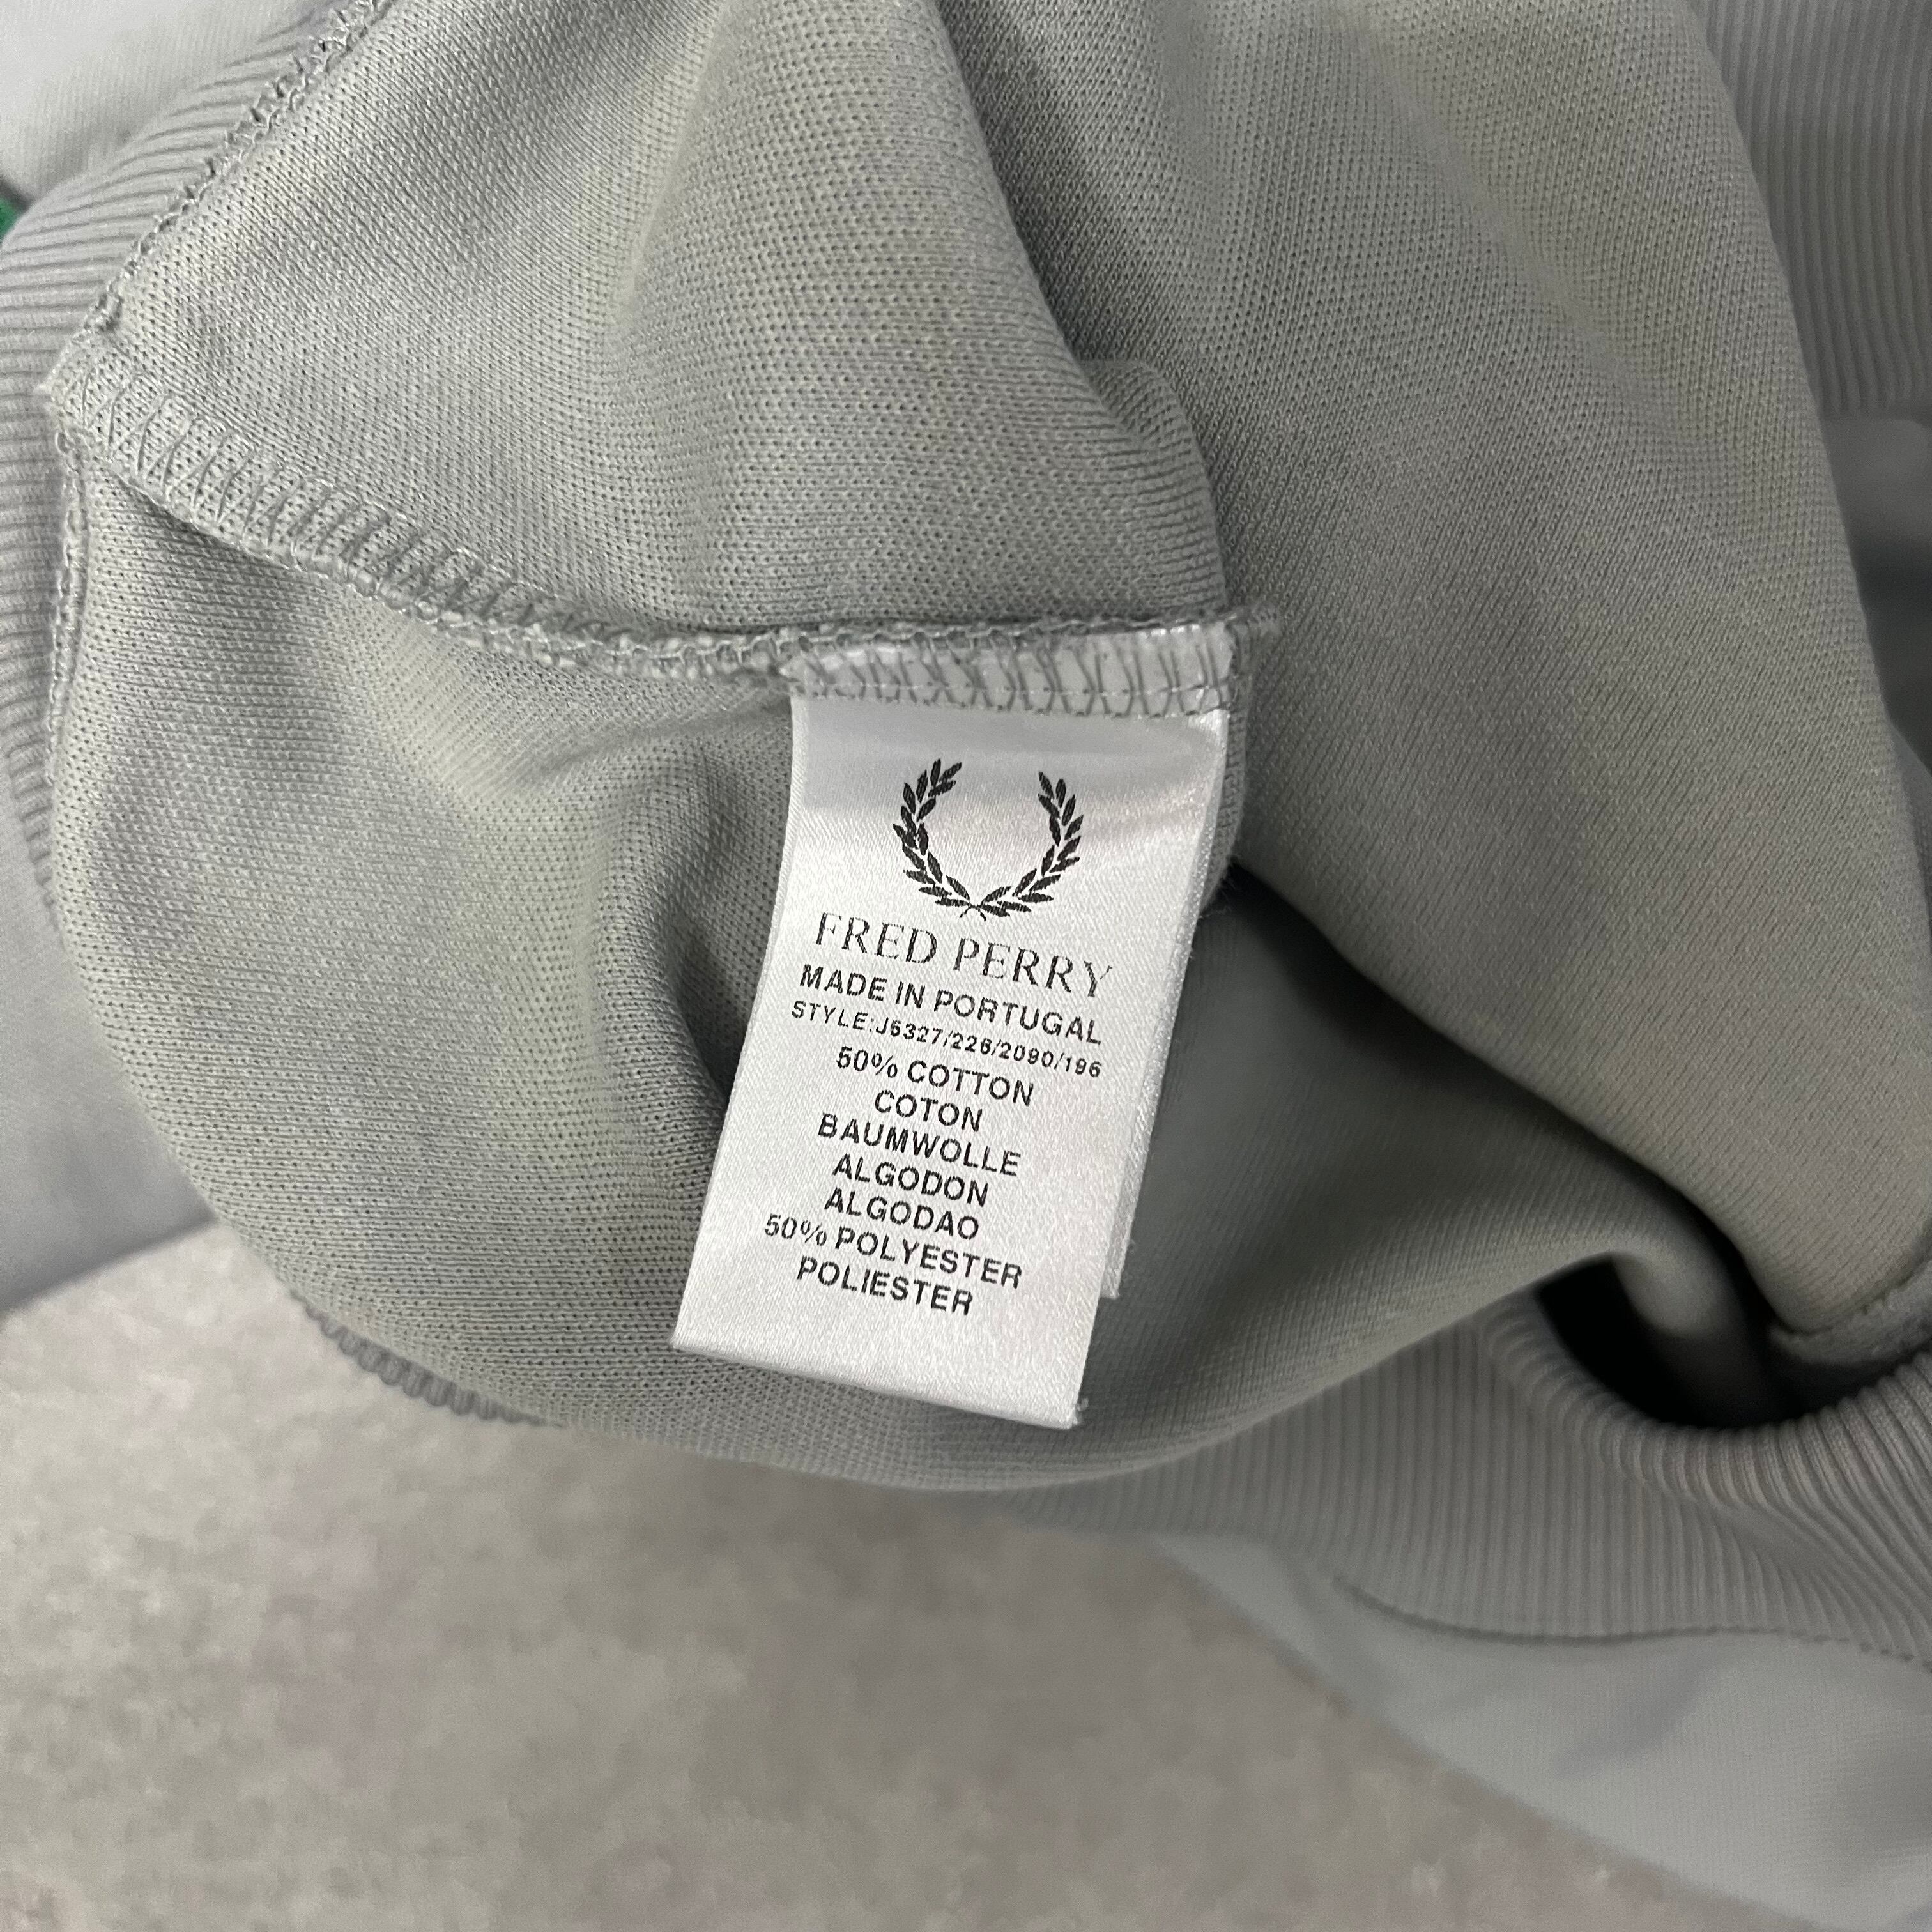 FRED PERRY
MADE IN PORTUGAL
STYLE:J6327/226/2090/196
50% COTTON
COTON
BAUMWOLLE
ALGODON
ALGODAO
50% POLYESTER
POLIESTER